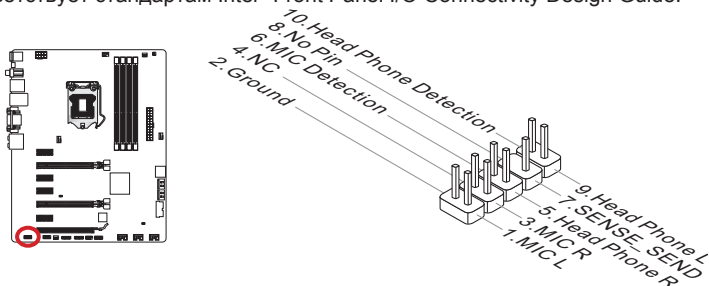 стандартам Intel® Front Panel I/O Connectivity Design Guide.
10.Head Phone Detection
8.No Pin
6.MIC Detection
4.NC
2.Ground
9.Head Phone L
7.SENSE_SEND
5.Head Phone R
3.MIC R
1.MIC L